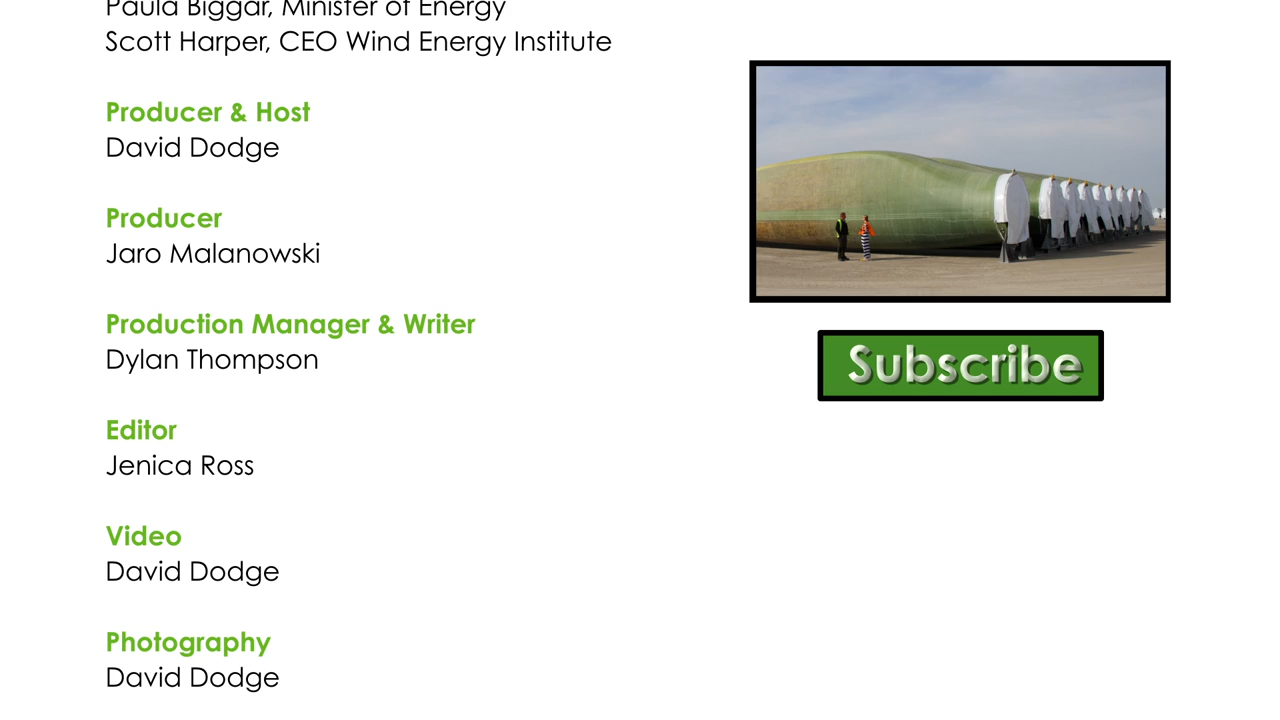 Paula Biggar, Minister of Energy
Scott Harper, CEO Wind Energy Institute
Producer & Host
David Dodge
Producer
Jaro Malanowski
Production Manager & Writer
Dylan Thompson
Editor
Jenica Ross
Video
David Dodge
Photography
David Dodge
Subscribe